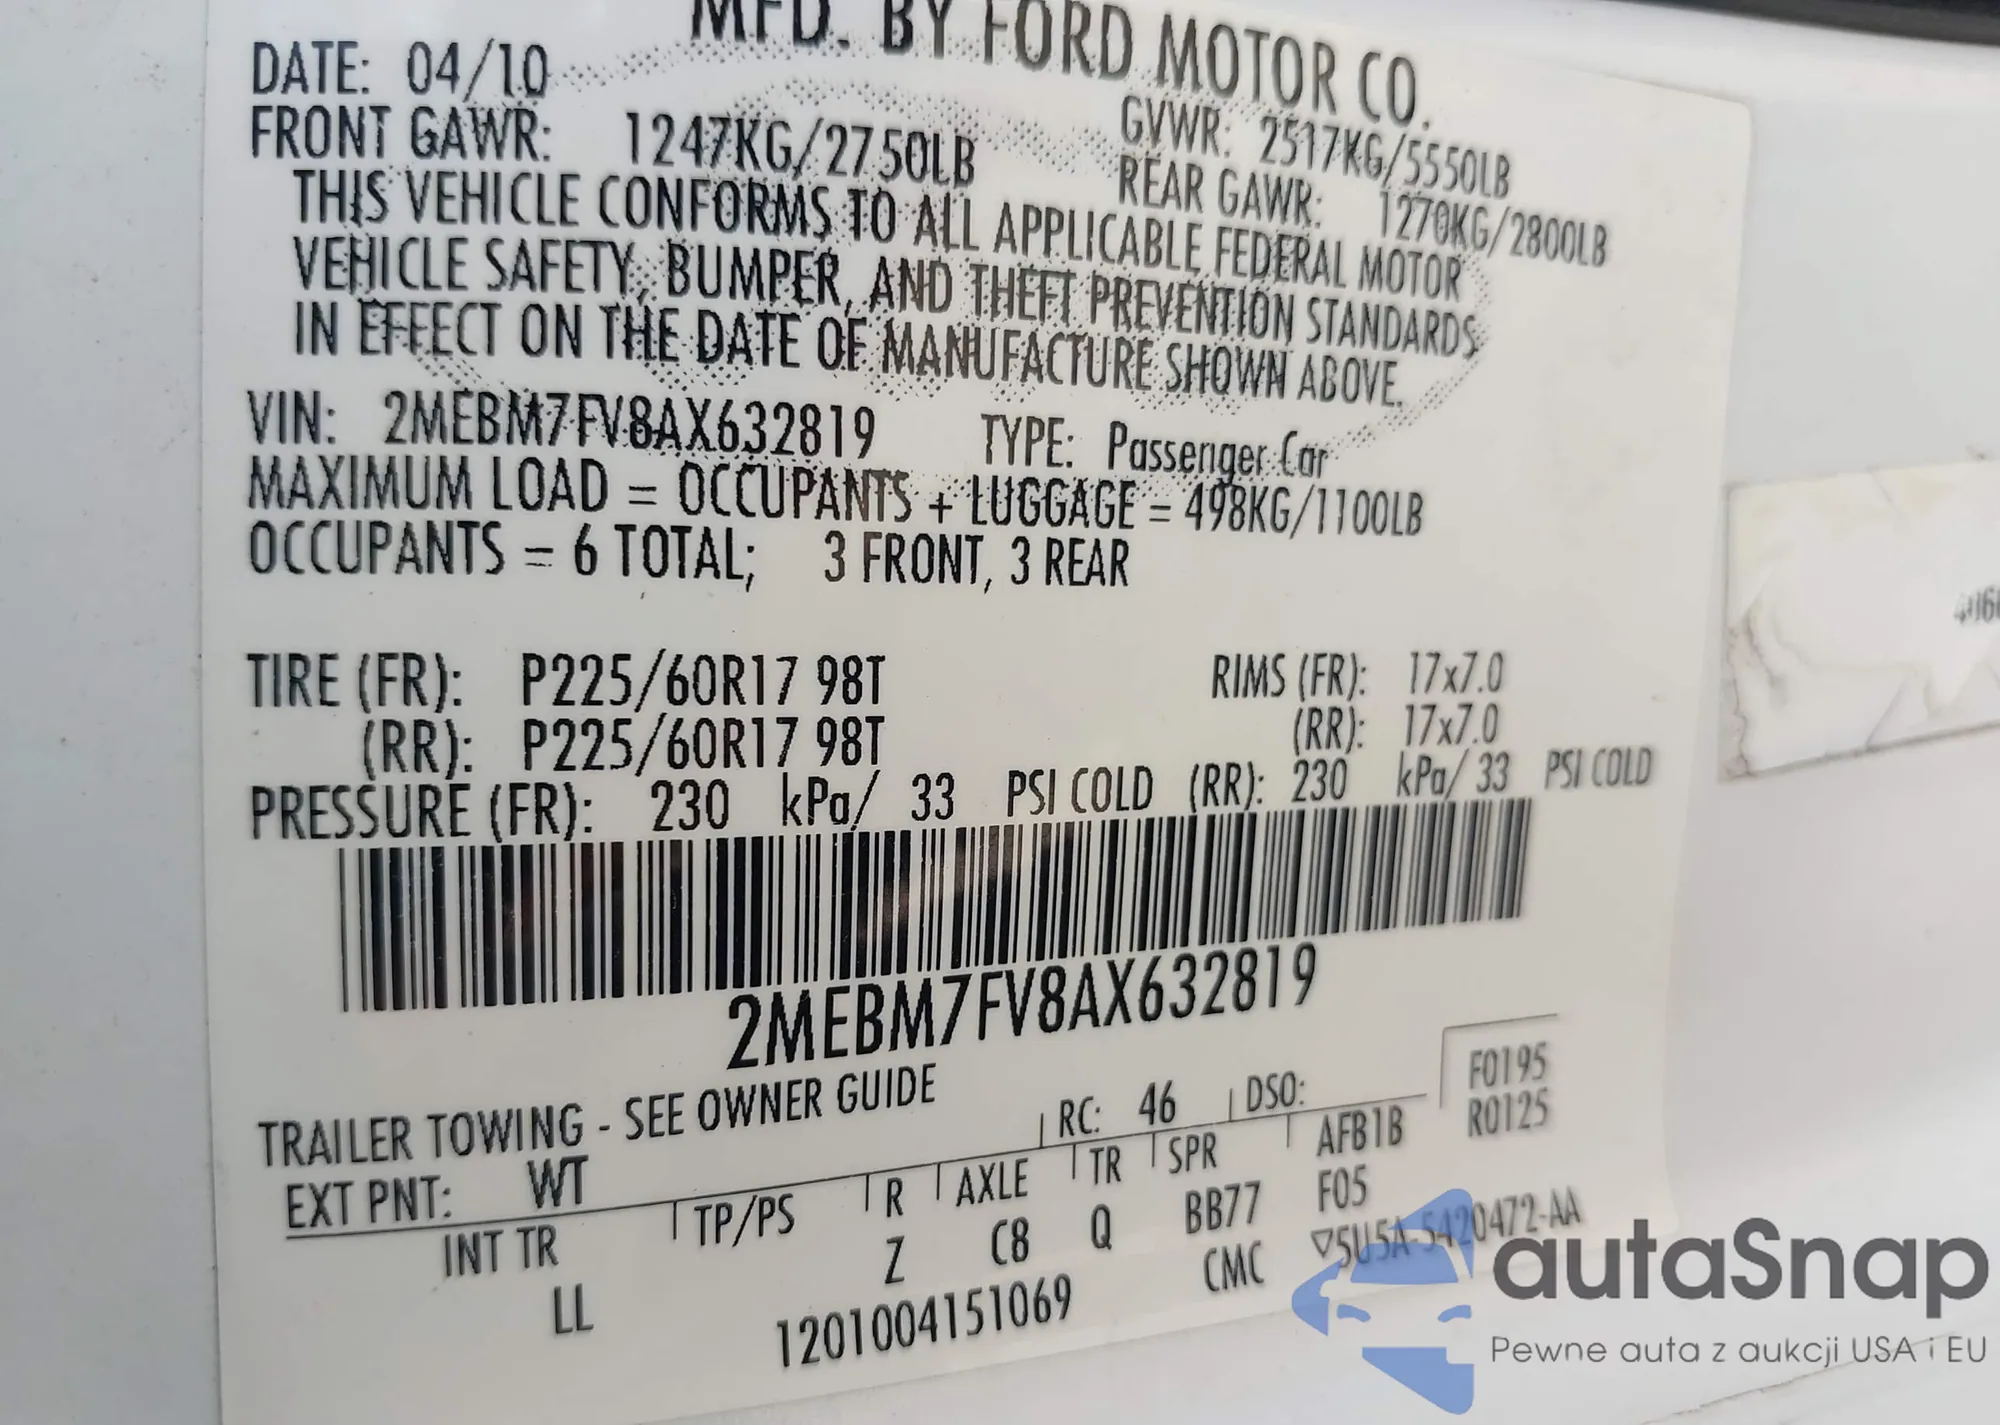 MFD. BY FORD MOTOR CO.
DATE: 04/10
GVWR: 2517KG/5550LB
FRONT GAWR: 1247KG/2750LB
REAR GAWR: 1270KG/2800LB
THIS VEHICLE CONFORMS TO ALL APPLICABLE FEDERAL MOTOR
VEHICLE SAFETY, BUMPER, AND THEFT PREVENTION STANDARDS
IN EFFECT ON THE DATE OF MANUFACTURE SHOWN ABOVE.
VIN: 2MEBM7FV8AX632819 TYPE: Passenger Car
MAXIMUM LOAD = OCCUPANTS + LUGGAGE = 498KG/1100LB
OCCUPANTS = 6 TOTAL; 3 FRONT, 3 REAR
TIRE (FR): P225/60R17 98T RIMS (FR): 17x7.0
(RR): P225/60R17 98T (RR): 17x7.0
PRESSURE (FR): 230 kPa/ 33 PSI COLD (RR): 230 kPa/ 33 PSI COLD
2MEBM7FV8AX632819
TRAILER TOWING - SEE OWNER GUIDE
RC: 46 DSO:
F0195
R0125
EXT PNT: WT
INT TR TP/PS R AXLE TR SPR AFB1B
LL Z C8 Q BB77 F05
1201004151069 CMC ▽5U5A-5420472-AA
autaSnap
Pewne auta z aukcji USA i EU